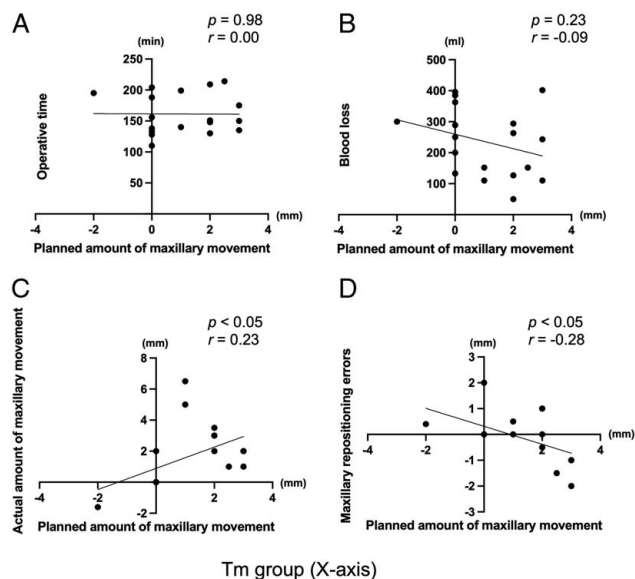 A
p = 0.98
r = 0.00
(min)
250
200
150
100
50
Operative time
-4
-2
0
2
4
(mm)
Planned amount of maxillary movement
B
p = 0.23
r = -0.09
(ml)
500
400
300
200
100
Blood loss
-4
-2
0
2
4
(mm)
Planned amount of maxillary movement
C
p < 0.05
r = 0.23
(mm)
8
6
4
2
0
-2
Actual amount of maxillary movement
-4
-2
2
4
(mm)
Planned amount of maxillary movement
D
p < 0.05
r = -0.28
(mm)
3
2
1
0
-1
-2
-3
Maxillary repositioning errors
-4
-2
2
4
(mm)
Planned amount of maxillary movement
Tm group (X-axis)